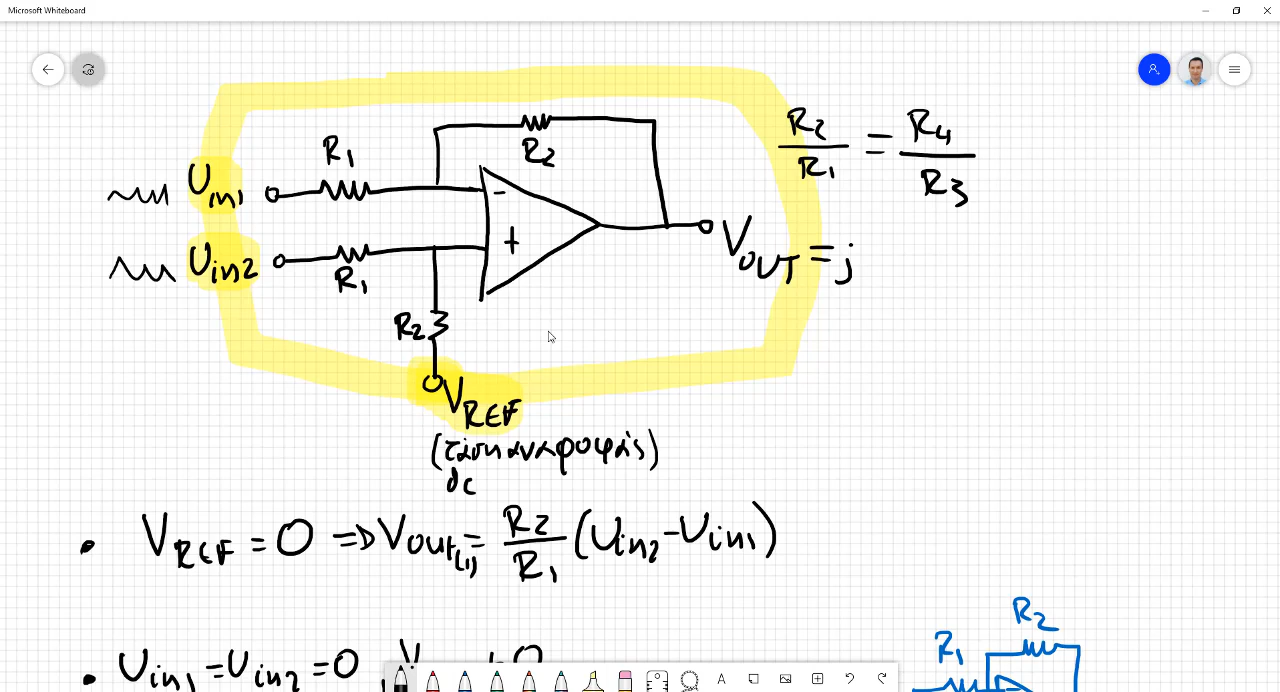 Microsoft Whiteboard
R2
R1
Uin1
-
R2/R1 = R4/R3
Uin2
R1
+
VOUT = j
R2
VREF
(τάση αναφοράς)
dc
• VREF = 0 => Vout(1) = R2/R1 (Uin2 - Uin1)
R2
R1
• Uin1 = Uin2 = 0
A